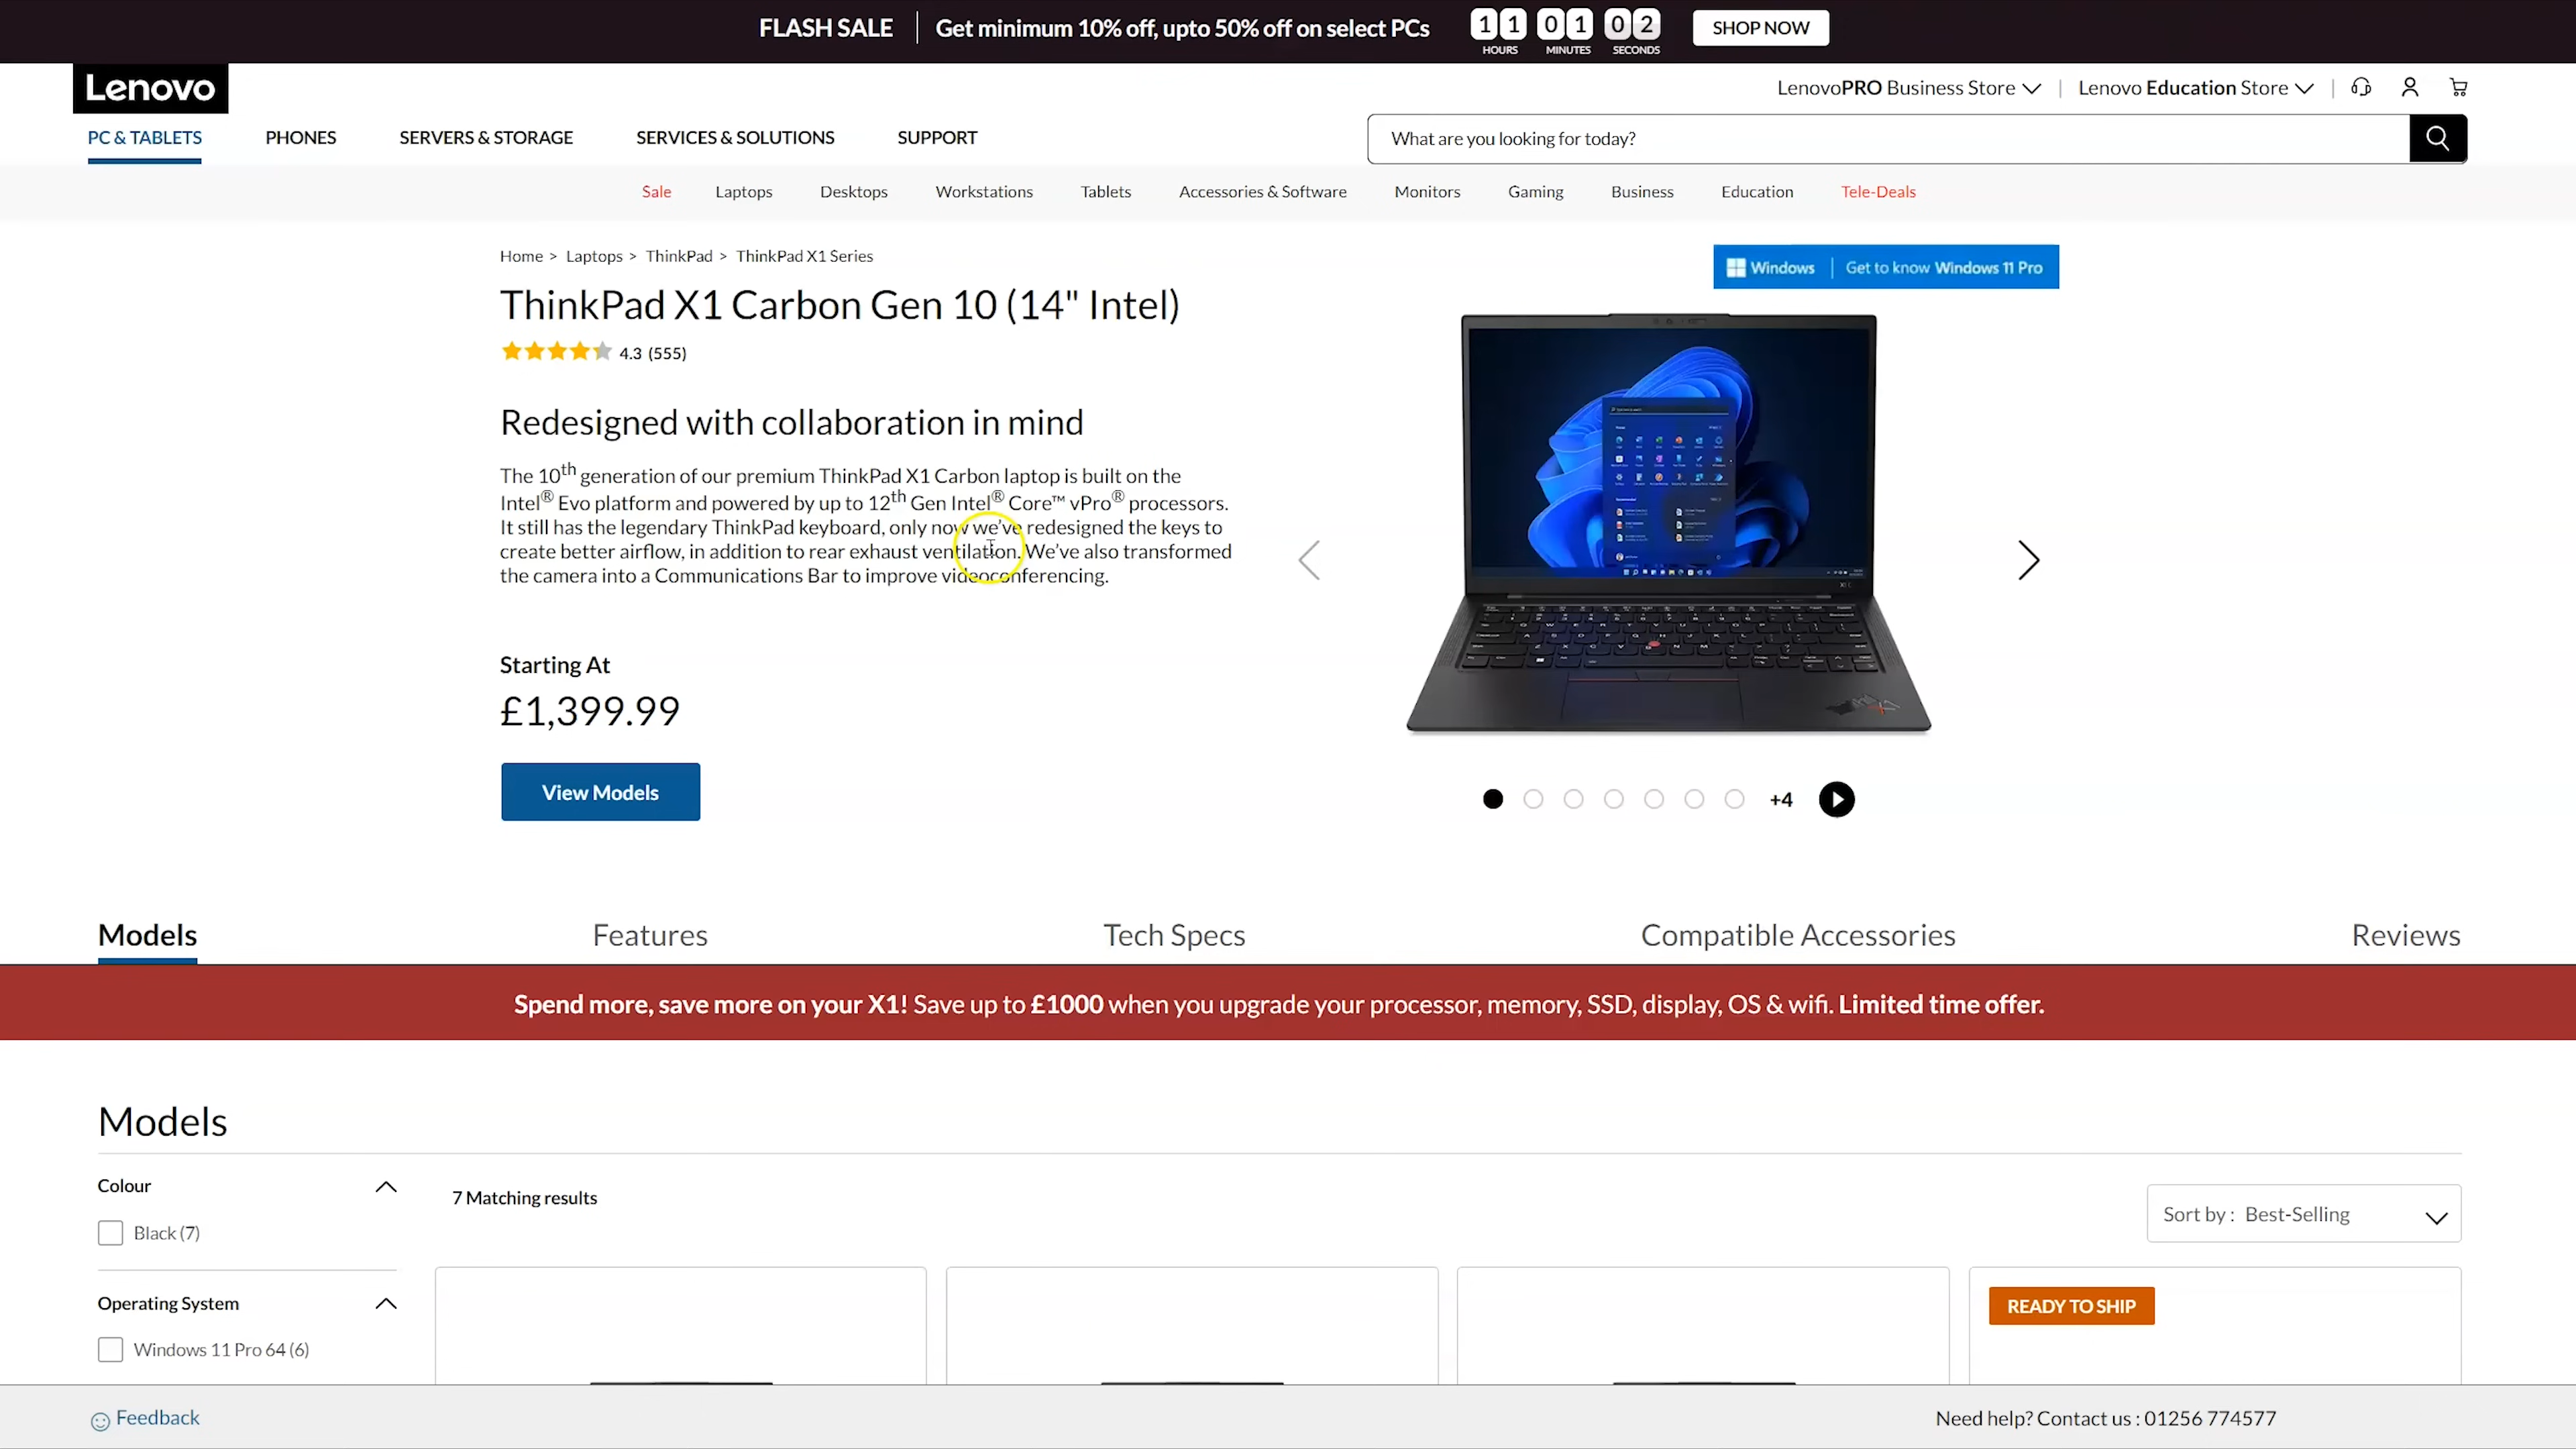 FLASH SALE | Get minimum 10% off, upto 50% off on select PCs 11 01 02 SHOP NOW
HOURS MINUTES SECONDS
Lenovo
LenovoPRO Business Store | Lenovo Education Store |
PC & TABLETS PHONES SERVERS & STORAGE SERVICES & SOLUTIONS SUPPORT What are you looking for today?
Sale Laptops Desktops Workstations Tablets Accessories & Software Monitors Gaming Business Education Tele-Deals
Home > Laptops > ThinkPad > ThinkPad X1 Series
Windows | Get to know Windows 11 Pro
ThinkPad X1 Carbon Gen 10 (14" Intel)
4.3 (555)
Redesigned with collaboration in mind
The 10th generation of our premium ThinkPad X1 Carbon laptop is built on the
Intel® Evo platform and powered by up to 12th Gen Intel® Core™ vPro® processors.
It still has the legendary ThinkPad keyboard, only now we've redesigned the keys to
create better airflow, in addition to rear exhaust ventilation. We've also transformed
the camera into a Communications Bar to improve videoconferencing.
Starting At
£1,399.99
View Models
+4
Models Features Tech Specs Compatible Accessories Reviews
Spend more, save more on your X1! Save up to £1000 when you upgrade your processor, memory, SSD, display, OS & wifi. Limited time offer.
Models
Colour
7 Matching results
Sort by : Best-Selling
Black (7)
Operating System
READY TO SHIP
Windows 11 Pro 64 (6)
Feedback
Need help? Contact us : 01256 774577